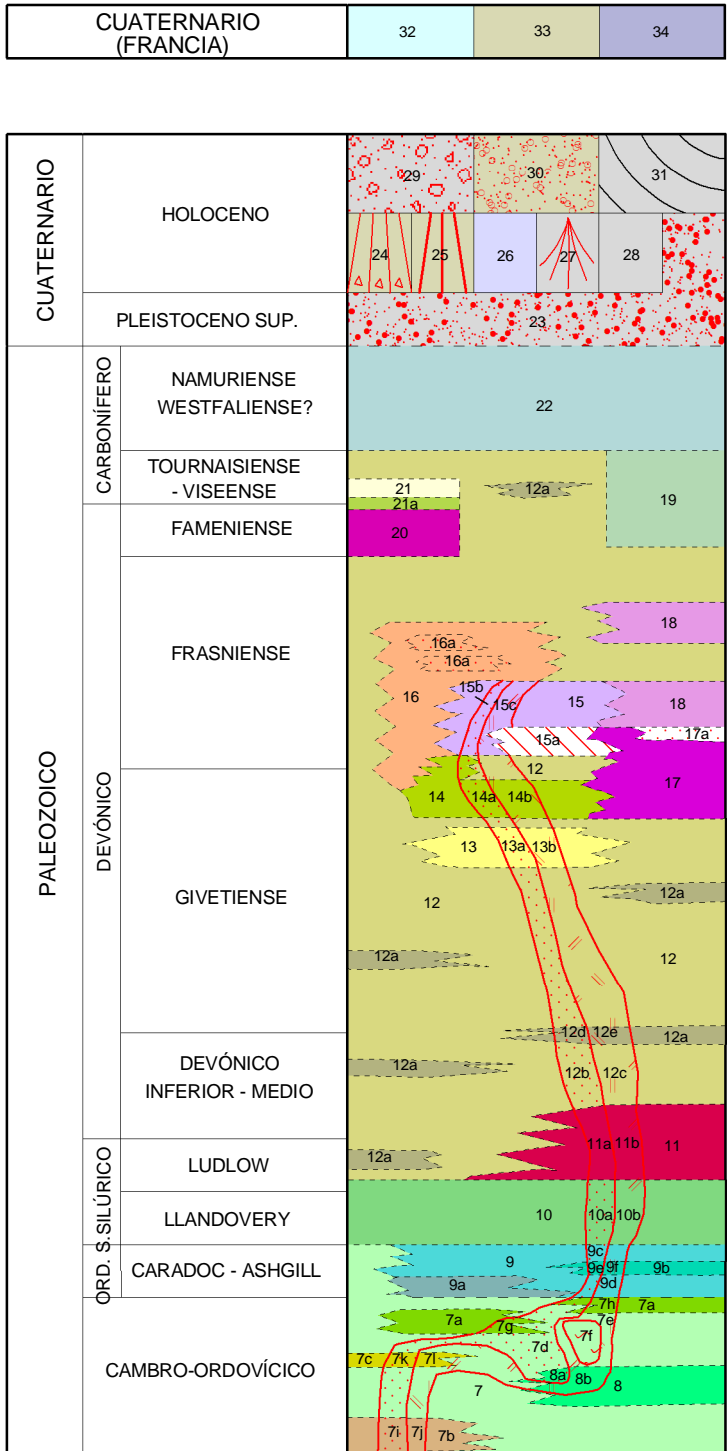 CUATERNARIO
(FRANCIA)
32
33
34
CUATERNARIO
HOLOCENO
29
30
31
24
25
26
27
28
PLEISTOCENO SUP.
23
PALEOZOICO
CARBONÍFERO
NAMURIENSE
WESTFALIENSE?
22
TOURNAISIENSE
- VISEENSE
21
12a
19
21a
DEVÓNICO
FAMENIENSE
20
FRASNIENSE
18
16a
16a
16
15b
15c
15
18
15a
17a
12
17
14
14a
14b
GIVETIENSE
13
13a
13b
12
12a
12a
12
DEVÓNICO
INFERIOR - MEDIO
12d
12e
12a
12a
12b
12c
S.SILÚRICO
LUDLOW
11a
11b
11
12a
LLANDOVERY
10
10a
10b
ORD.
CARADOC - ASHGILL
9c
9
9e
9f
9b
9a
9d
CAMBRO-ORDOVÍCICO
7h
7a
7a
7g
7e
7d
7f
7c
7k
7l
8a
8b
7
8
7i
7j
7b